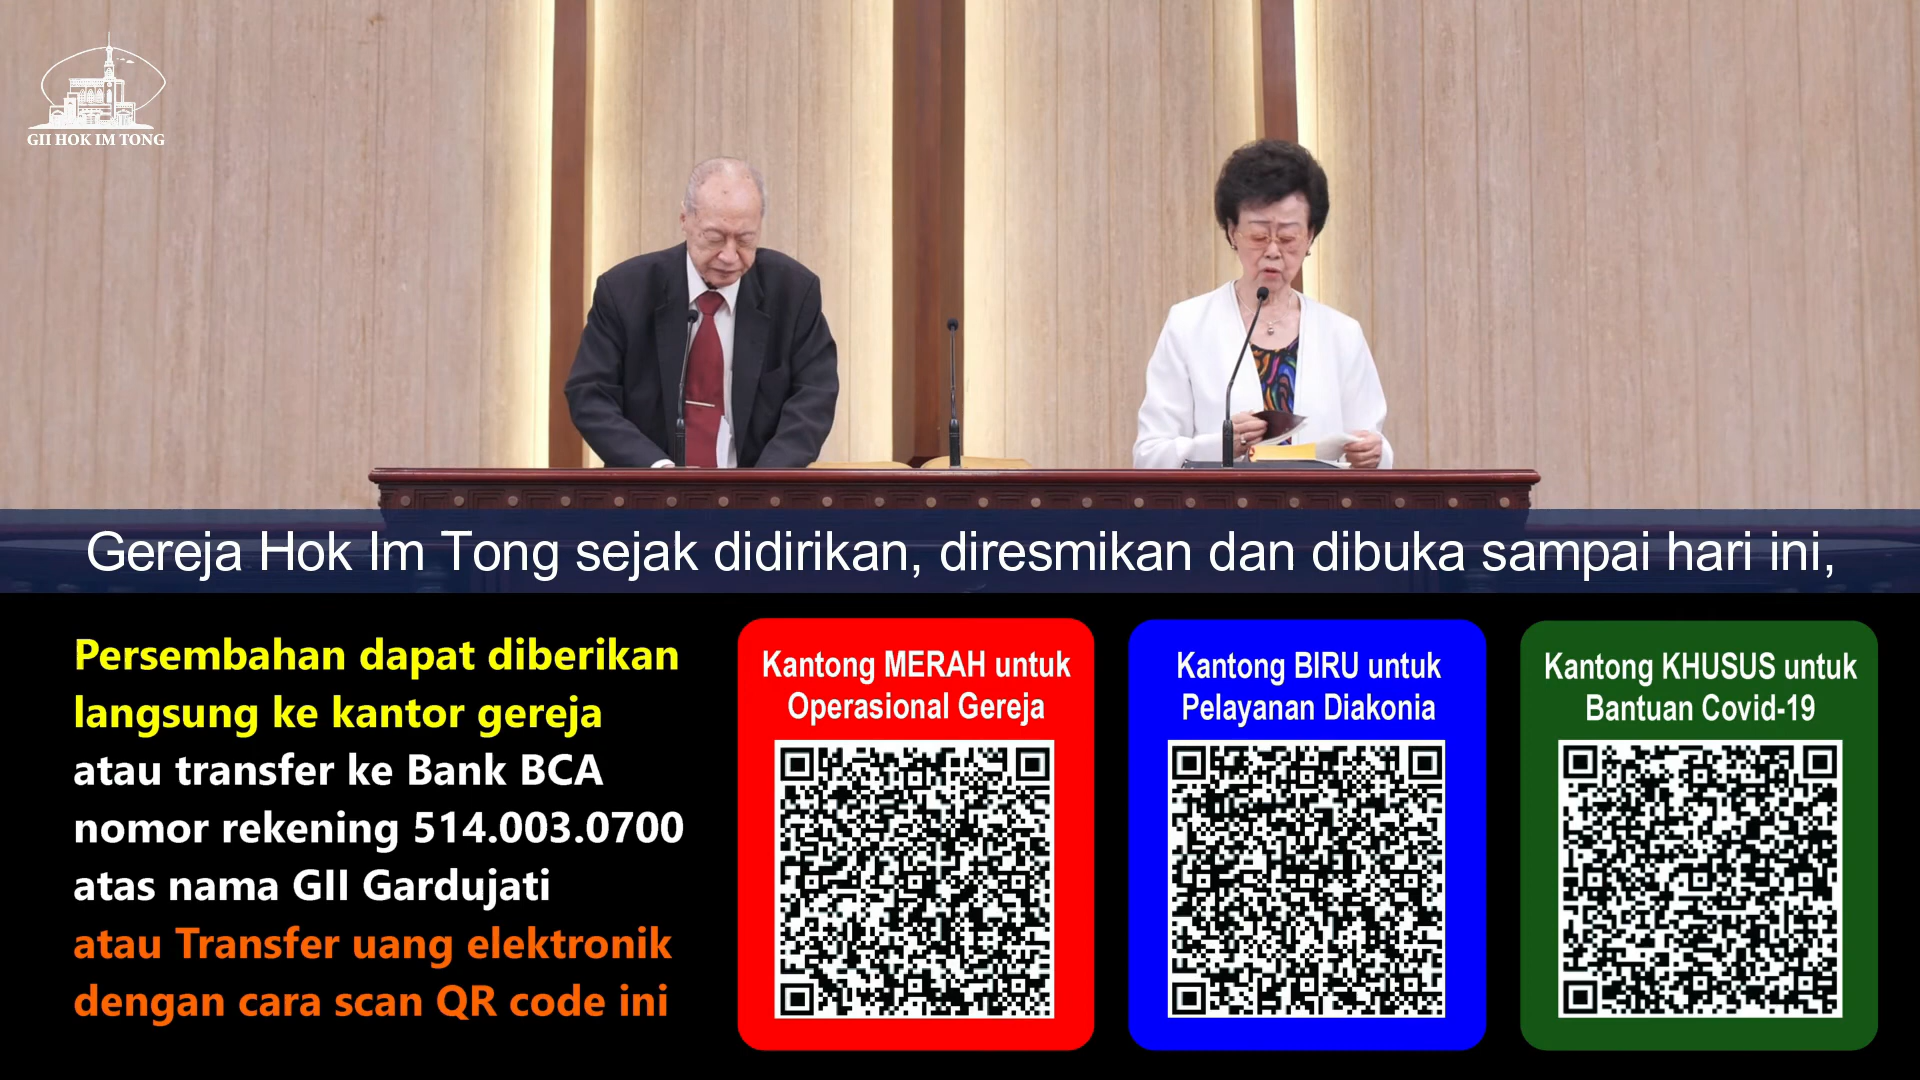 GII HOK IM TONG
Gereja Hok Im Tong sejak didirikan, diresmikan dan dibuka sampai hari ini,
Persembahan dapat diberikan
langsung ke kantor gereja
atau transfer ke Bank BCA
nomor rekening 514.003.0700
atas nama GII Gardujati
atau Transfer uang elektronik
dengan cara scan QR code ini
Kantong MERAH untuk
Operasional Gereja
Kantong BIRU untuk
Pelayanan Diakonia
Kantong KHUSUS untuk
Bantuan Covid-19